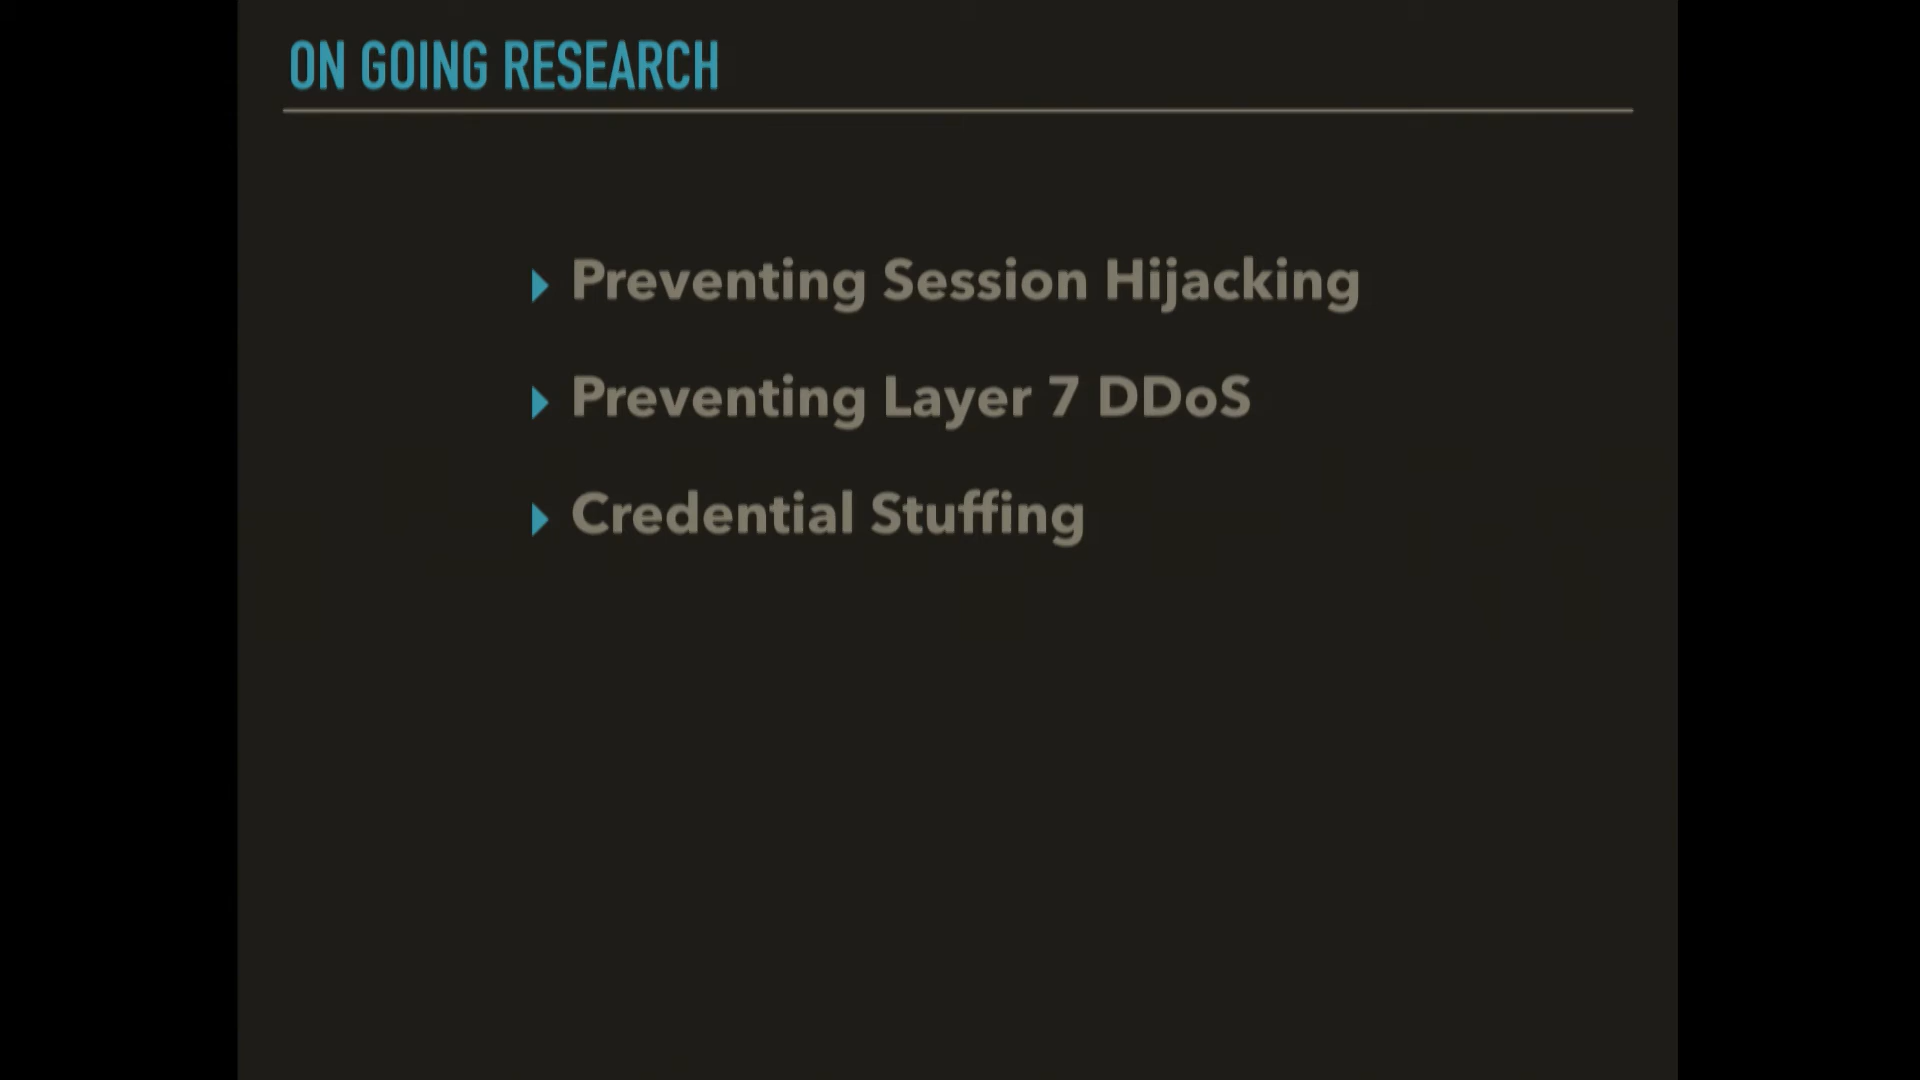 ON GOING RESEARCH
Preventing Session Hijacking
Preventing Layer 7 DDoS
Credential Stuffing